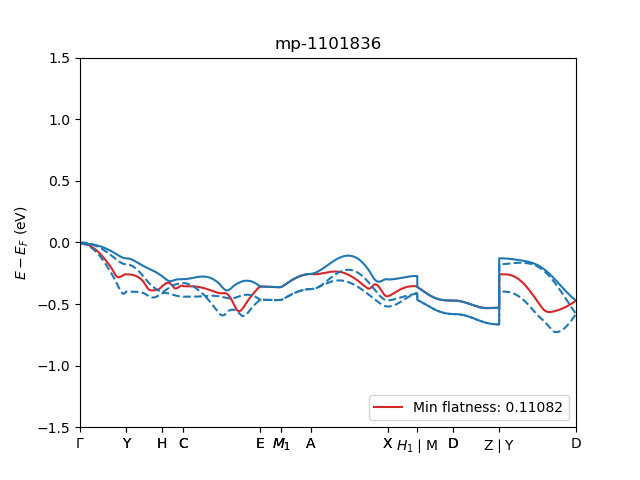 mp-1101836
1.5
1.0
0.5
0.0
−0.5
−1.0
−1.5
E − E_F (eV)
Min flatness: 0.11082
Γ Y H C E M₁ A X H₁ | M D Z | Y D